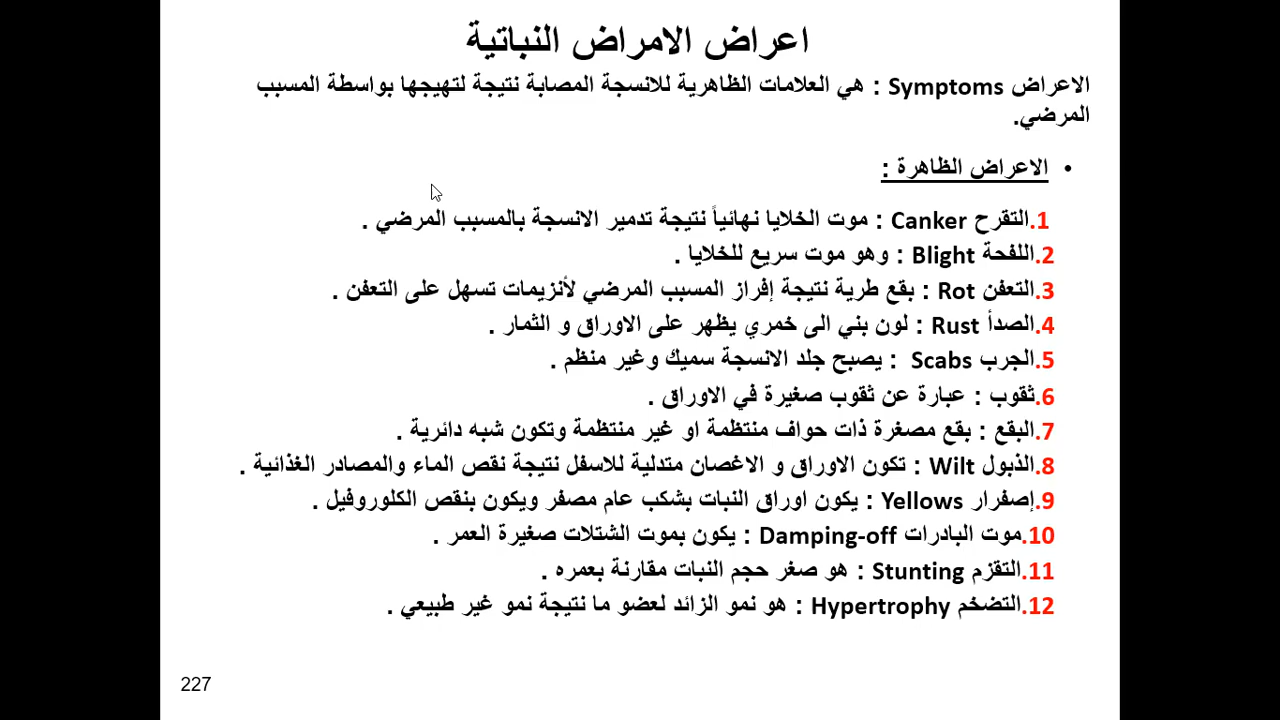 اعراض الامراض النباتية
الاعراض Symptoms : هي العلامات الظاهرية للانسجة المصابة نتيجة لتهيجها بواسطة المسبب
المرضي.
• الاعراض الظاهرة :
1.التقرح Canker : موت الخلايا نهائياً نتيجة تدمير الانسجة بالمسبب المرضي .
2.اللفحة Blight : وهو موت سريع للخلايا .
3.التعفن Rot : بقع طرية نتيجة إفراز المسبب المرضي لأنزيمات تسهل على التعفن .
4.الصدأ Rust : لون بني الى خمري يظهر على الاوراق و الثمار .
5.الجرب Scabs : يصبح جلد الانسجة سميك وغير منظم .
6.ثقوب : عبارة عن ثقوب صغيرة في الاوراق .
7.البقع : بقع مصغرة ذات حواف منتظمة او غير منتظمة وتكون شبه دائرية .
8.الذبول Wilt : تكون الاوراق و الاغصان متدلية للاسفل نتيجة نقص الماء والمصادر الغذائية .
9.إصفرار Yellows : يكون اوراق النبات بشكب عام مصفر ويكون بنقص الكلوروفيل .
10.موت البادرات Damping-off : يكون بموت الشتلات صغيرة العمر .
11.التقزم Stunting : هو صغر حجم النبات مقارنة بعمره .
12.التضخم Hypertrophy : هو نمو الزائد لعضو ما نتيجة نمو غير طبيعي .
227